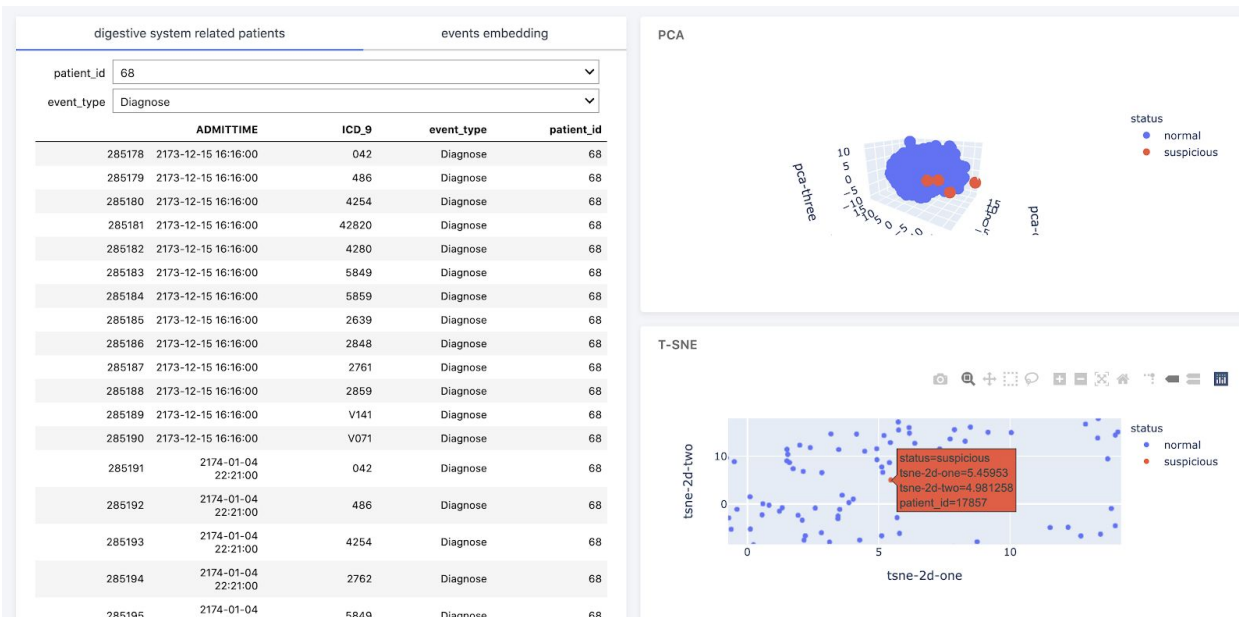 digestive system related patients events embedding
patient_id 68
event_type Diagnose
ADMITTIME ICD_9 event_type patient_id
285178 2173-12-15 16:16:00 042 Diagnose 68
285179 2173-12-15 16:16:00 486 Diagnose 68
285180 2173-12-15 16:16:00 4254 Diagnose 68
285181 2173-12-15 16:16:00 42820 Diagnose 68
285182 2173-12-15 16:16:00 4280 Diagnose 68
285183 2173-12-15 16:16:00 5849 Diagnose 68
285184 2173-12-15 16:16:00 5859 Diagnose 68
285185 2173-12-15 16:16:00 2639 Diagnose 68
285186 2173-12-15 16:16:00 2848 Diagnose 68
285187 2173-12-15 16:16:00 2761 Diagnose 68
285188 2173-12-15 16:16:00 2859 Diagnose 68
285189 2173-12-15 16:16:00 V141 Diagnose 68
285190 2173-12-15 16:16:00 V071 Diagnose 68
285191 2174-01-04 22:21:00 042 Diagnose 68
285192 2174-01-04 22:21:00 486 Diagnose 68
285193 2174-01-04 22:21:00 4254 Diagnose 68
285194 2174-01-04 22:21:00 2762 Diagnose 68
285195 2174-01-04 5849 Diagnose 68
PCA
status
normal
suspicious
10
5
0
pca-three
T-SNE
status
normal
suspicious
status=suspicious
tsne-2d-one=5.45953
tsne-2d-two=4.981258
patient_id=17857
tsne-2d-two
10
0
0 5 10
tsne-2d-one